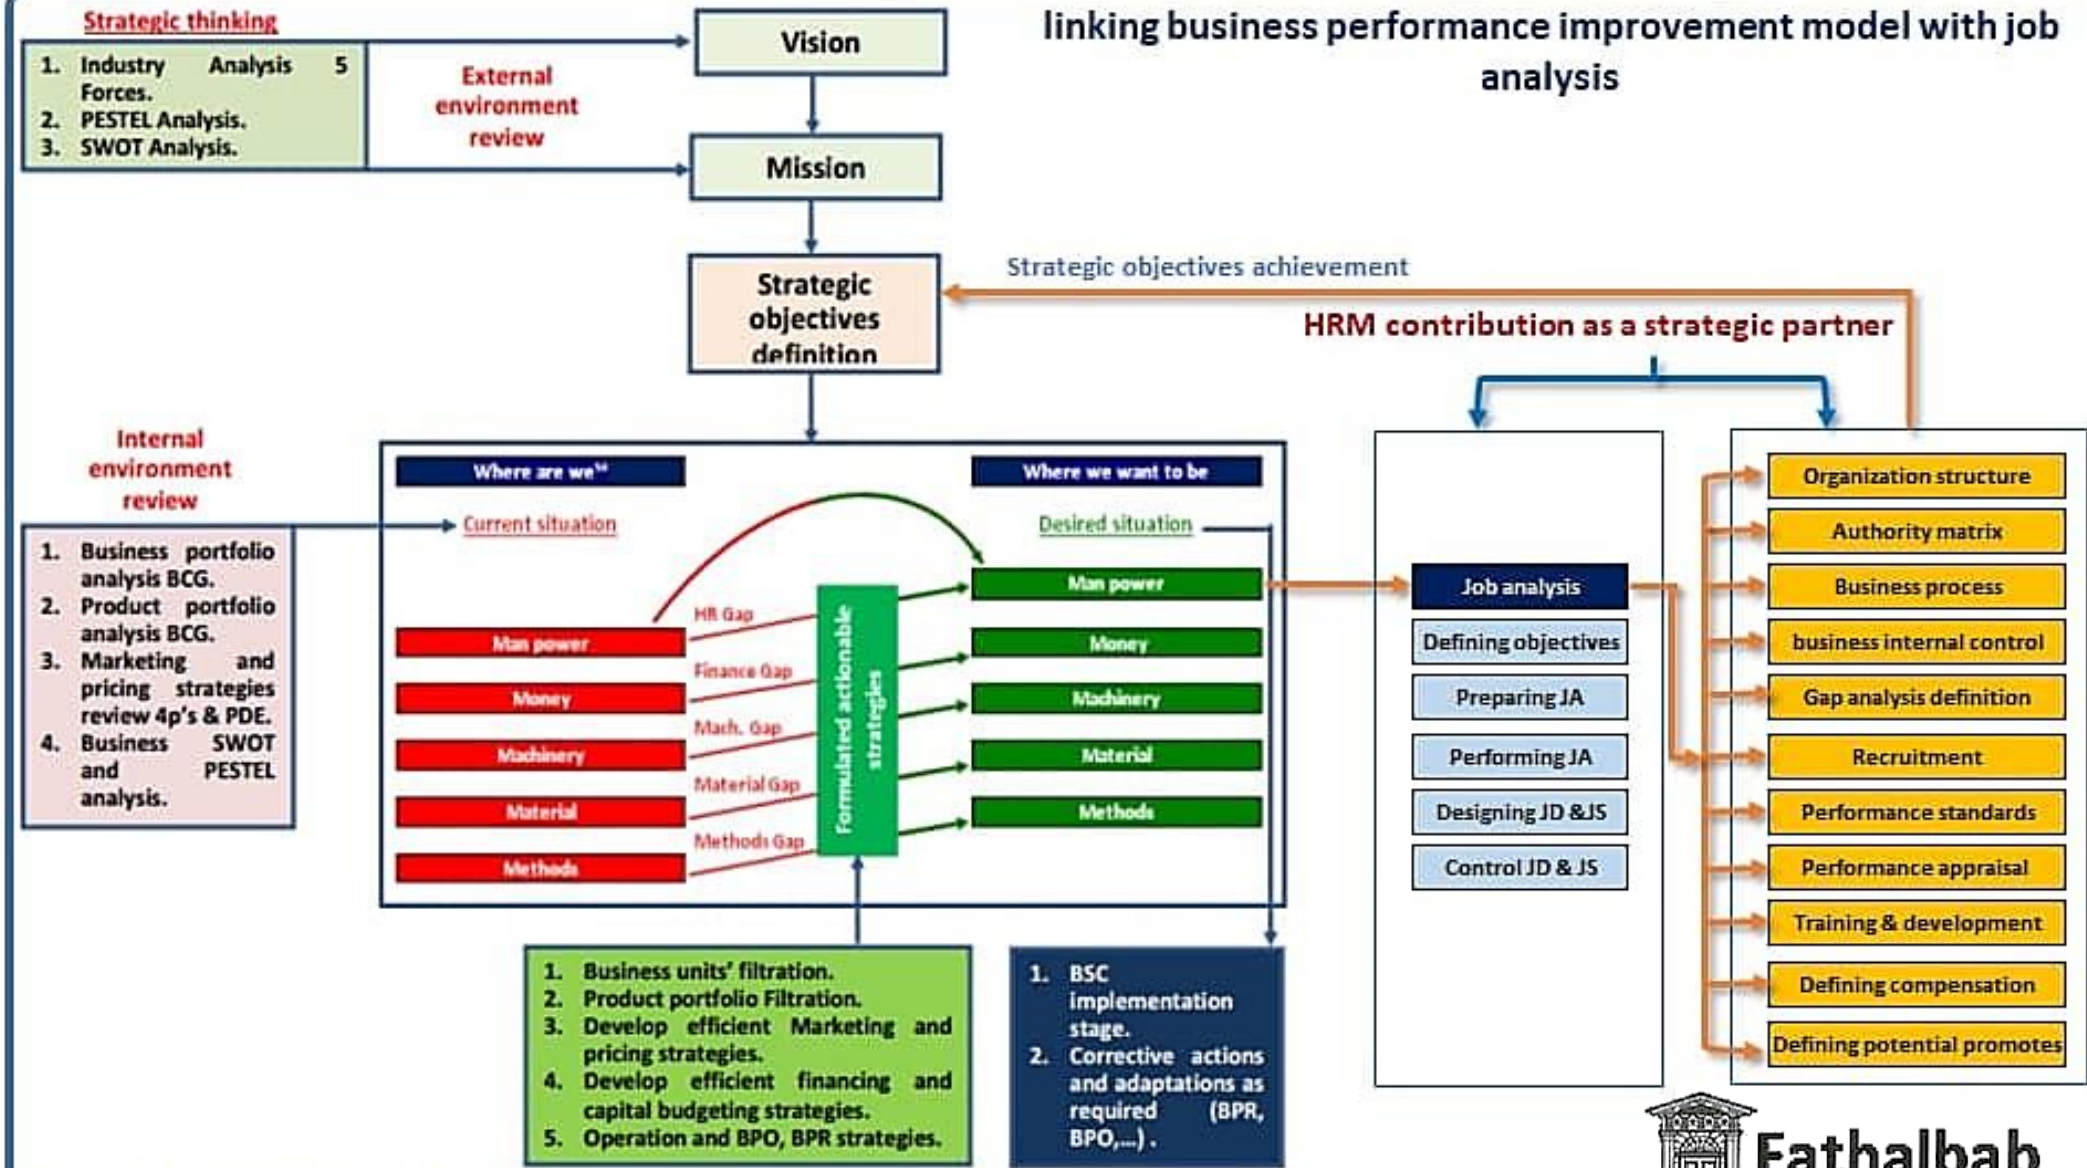 Strategic thinking
1. Industry Analysis 5
Forces.
2. PESTEL Analysis.
3. SWOT Analysis.
External
environment
review
Vision
Mission
Strategic
objectives
definition
linking business performance improvement model with job
analysis
Strategic objectives achievement
HRM contribution as a strategic partner
Internal
environment
review
1. Business portfolio
analysis BCG.
2. Product portfolio
analysis BCG.
3. Marketing and
pricing strategies
review 4p's & PDE.
4. Business SWOT
and PESTEL
analysis.
Where are we
Current situation
Man power
Money
Machinery
Material
Methods
HR Gap
Finance Gap
Mach. Gap
Material Gap
Methods Gap
Formulated actionable
strategies
Where we want to be
Desired situation
Man power
Money
Machinery
Material
Methods
1. Business units' filtration.
2. Product portfolio Filtration.
3. Develop efficient Marketing and
pricing strategies.
4. Develop efficient financing and
capital budgeting strategies.
5. Operation and BPO, BPR strategies.
1. BSC
implementation
stage.
2. Corrective actions
and adaptations as
required (BPR,
BPO,...) .
Job analysis
Defining objectives
Preparing JA
Performing JA
Designing JD &JS
Control JD & JS
Organization structure
Authority matrix
Business process
business internal control
Gap analysis definition
Recruitment
Performance standards
Performance appraisal
Training & development
Defining compensation
Defining potential promotes
Fathalbab